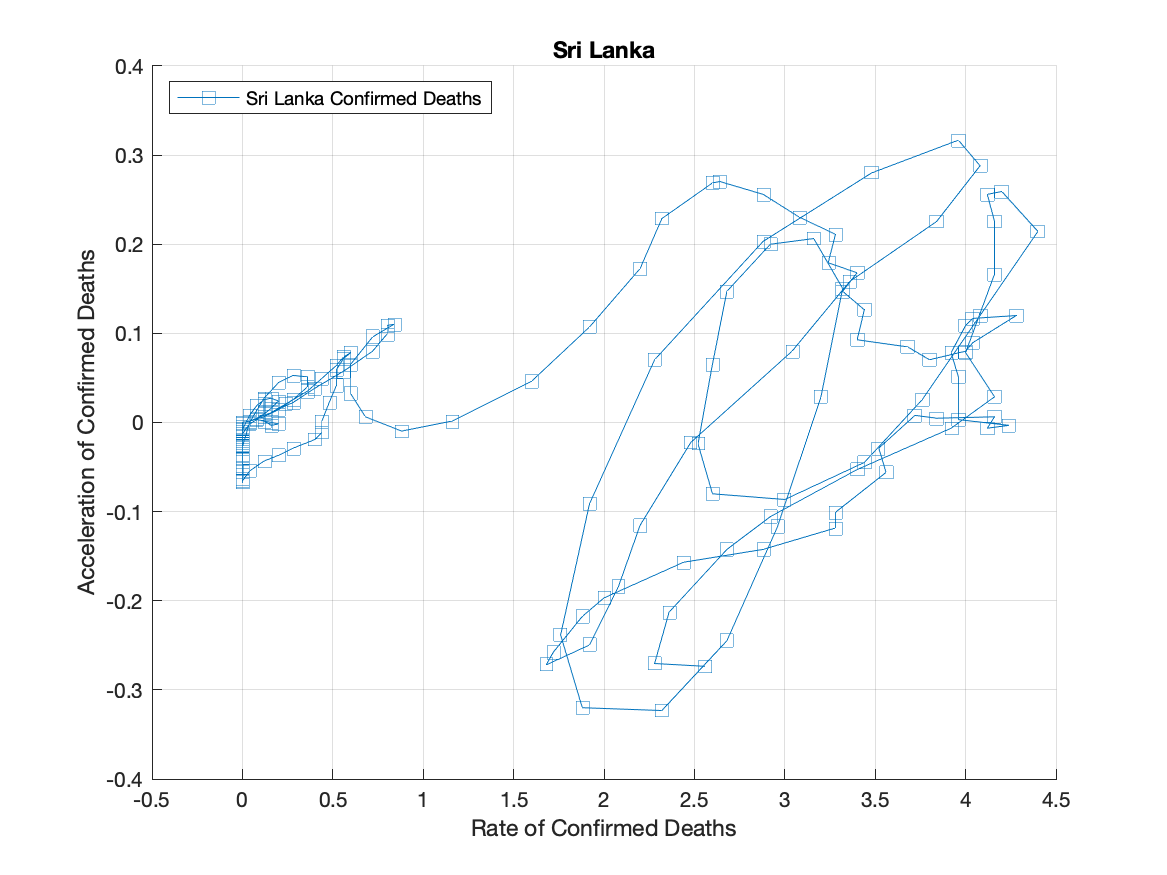 Sri Lanka
0.4
Sri Lanka Confirmed Deaths
0.3
0.2
0.1
0
-0.1
-0.2
-0.3
-0.4
Acceleration of Confirmed Deaths
-0.5 0 0.5 1 1.5 2 2.5 3 3.5 4 4.5
Rate of Confirmed Deaths